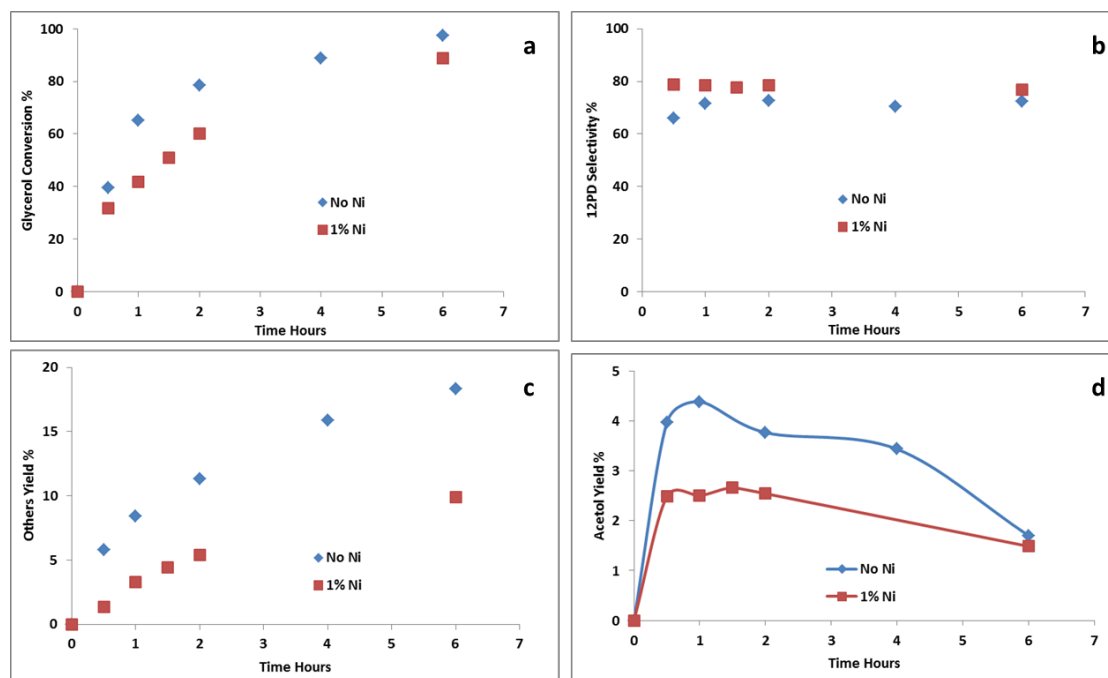 a
Glycerol Conversion %
100
80
60
40
20
0
No Ni
1% Ni
0 1 2 3 4 5 6 7
Time Hours
b
12PD Selectivity %
100
80
60
40
20
0
No Ni
1% Ni
0 1 2 3 4 5 6 7
Time Hours
c
Others Yield %
20
15
10
5
0
No Ni
1% Ni
0 1 2 3 4 5 6 7
Time Hours
d
Acetol Yield %
5
4
3
2
1
0
No Ni
1% Ni
0 1 2 3 4 5 6 7
Time Hours